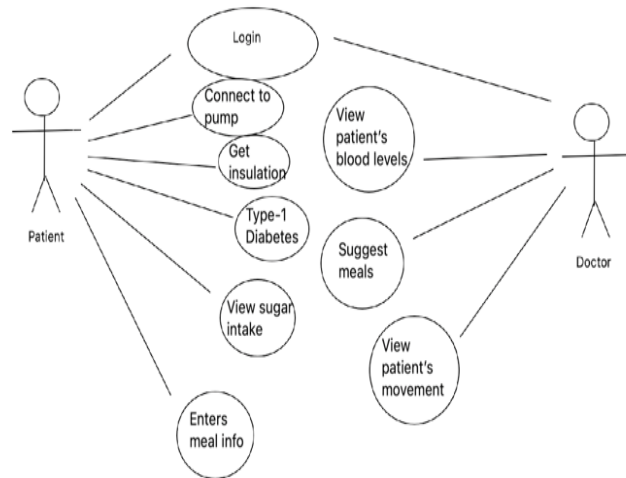 Login
Connect to
pump
Get
insulation
Type-1
Diabetes
View sugar
intake
Enters
meal info
View
patient's
blood levels
Suggest
meals
View
patient's
movement
Patient
Doctor